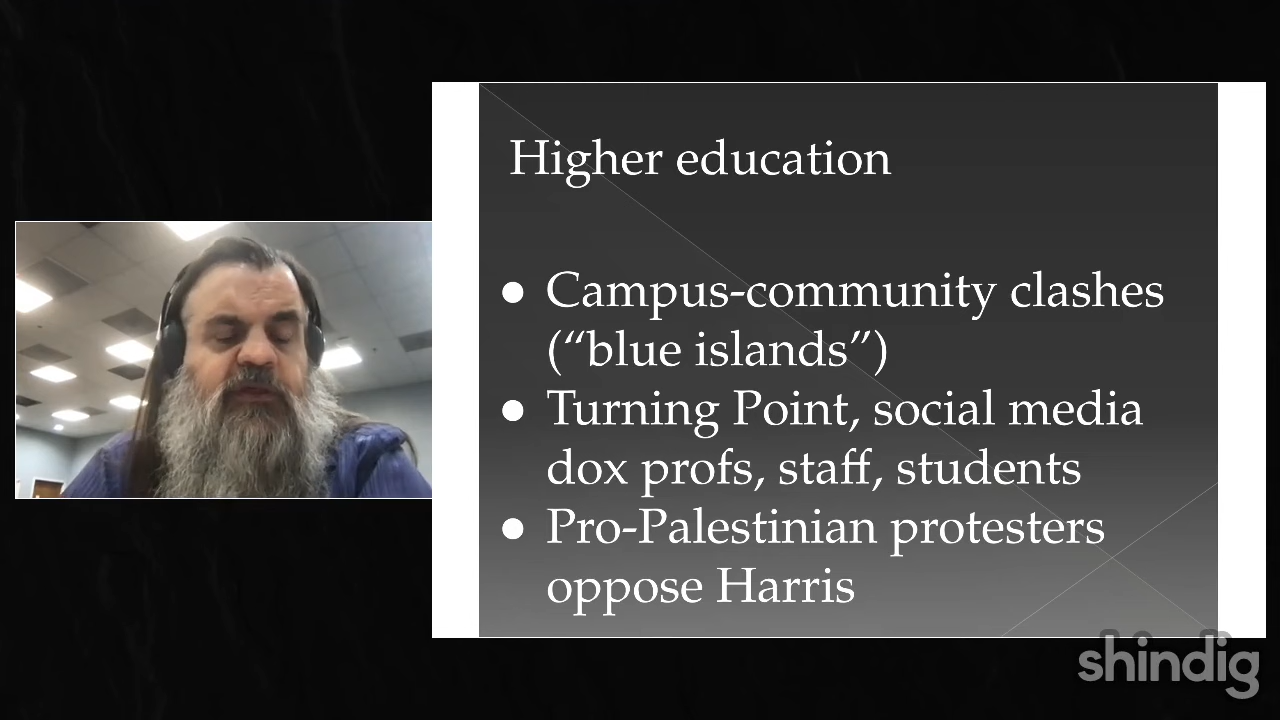 Higher education
● Campus-community clashes
(“blue islands”)
● Turning Point, social media
dox profs, staff, students
● Pro-Palestinian protesters
oppose Harris
shindig